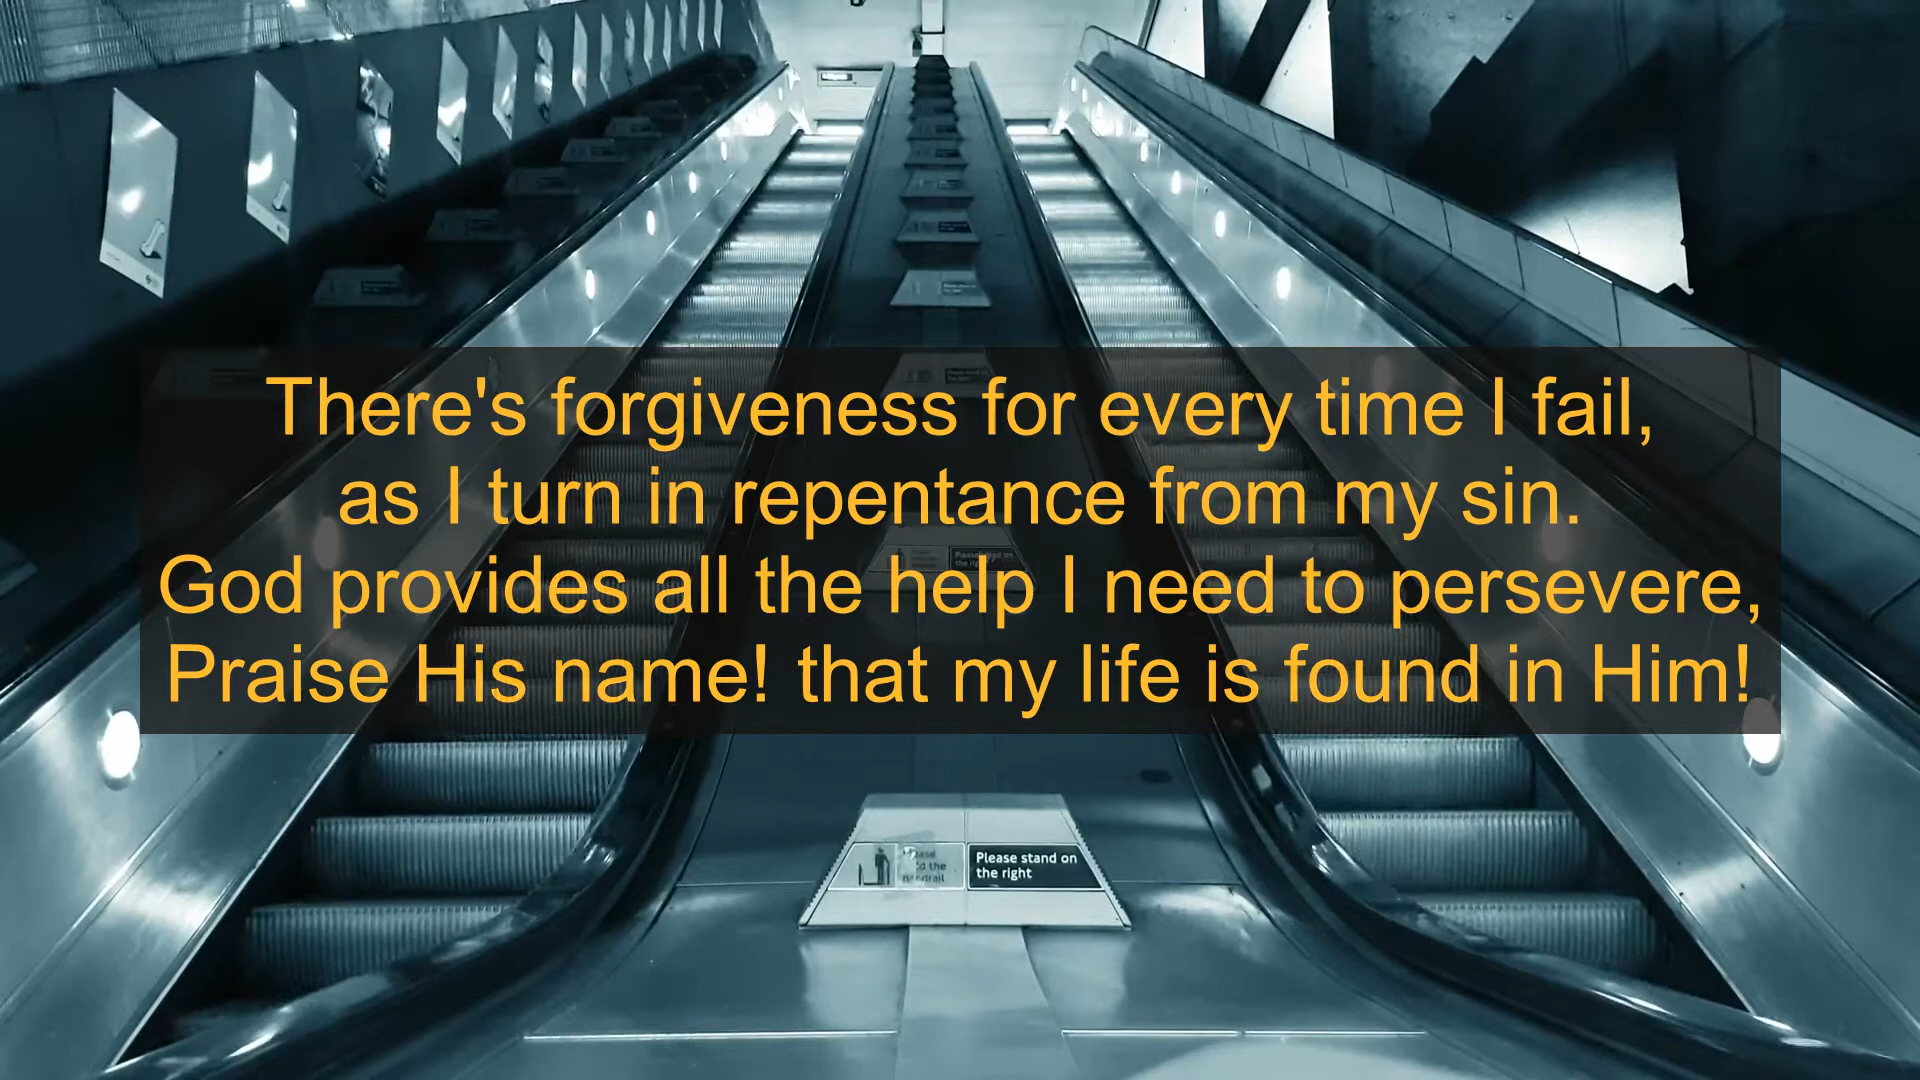 There's forgiveness for every time I fail,
as I turn in repentance from my sin.
God provides all the help I need to persevere,
Praise His name! that my life is found in Him!
Please stand on
the right